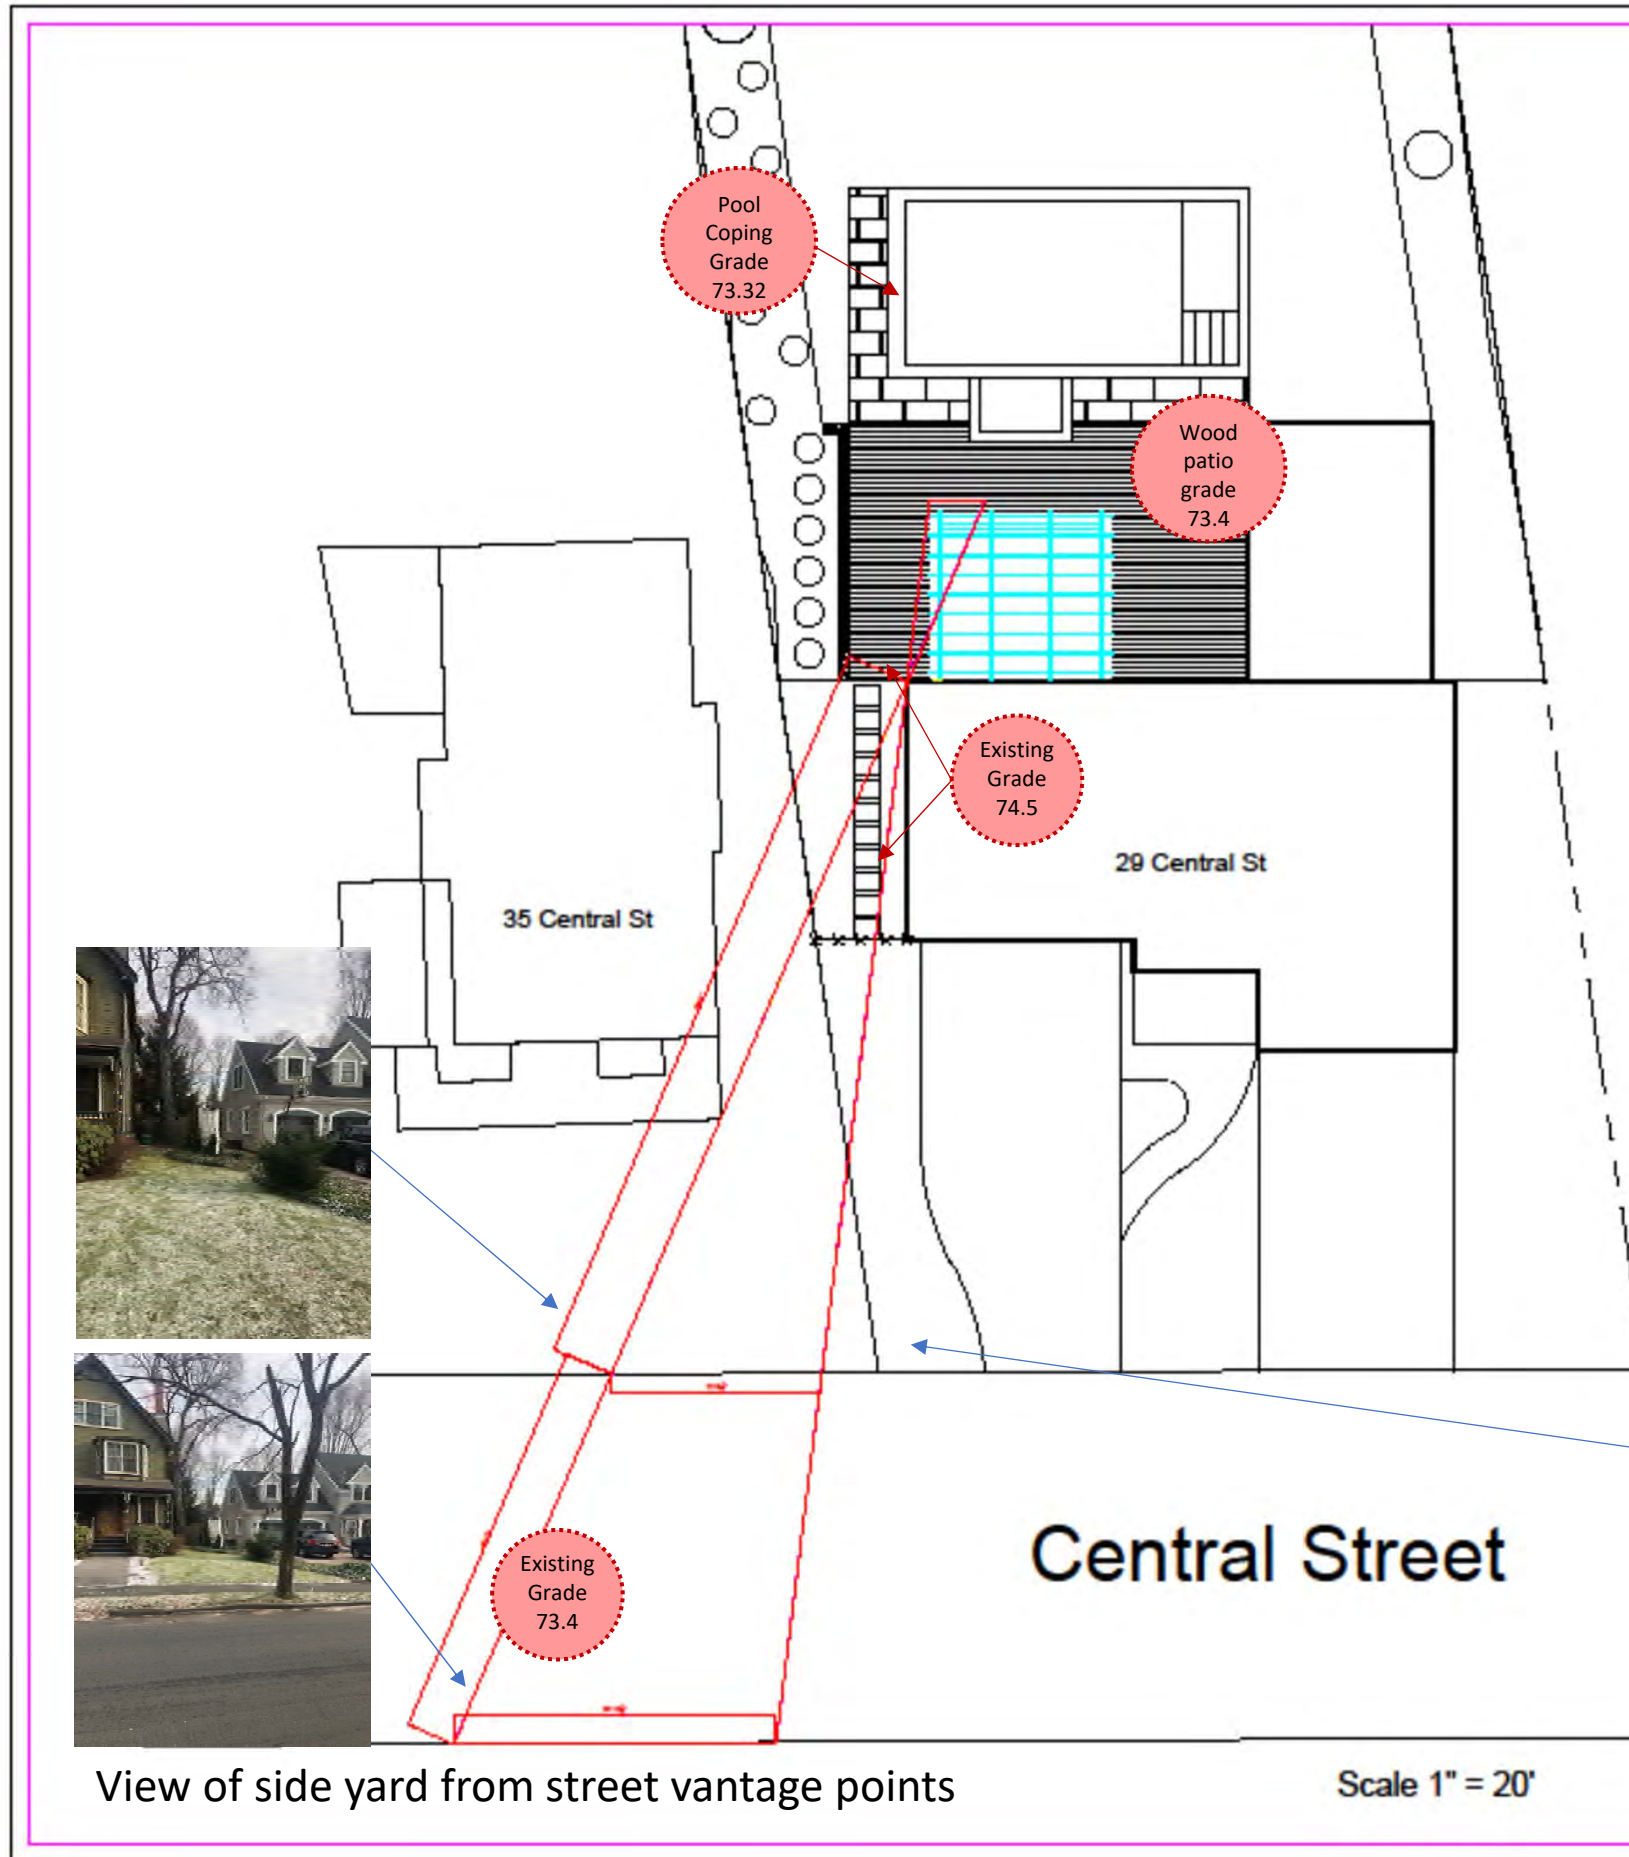 Pool
Coping
Grade
73.32
Wood
patio
grade
73.4
Existing
Grade
74.5
29 Central St
35 Central St
Existing
Grade
73.4
Central Street
View of side yard from street vantage points
Scale 1" = 20'